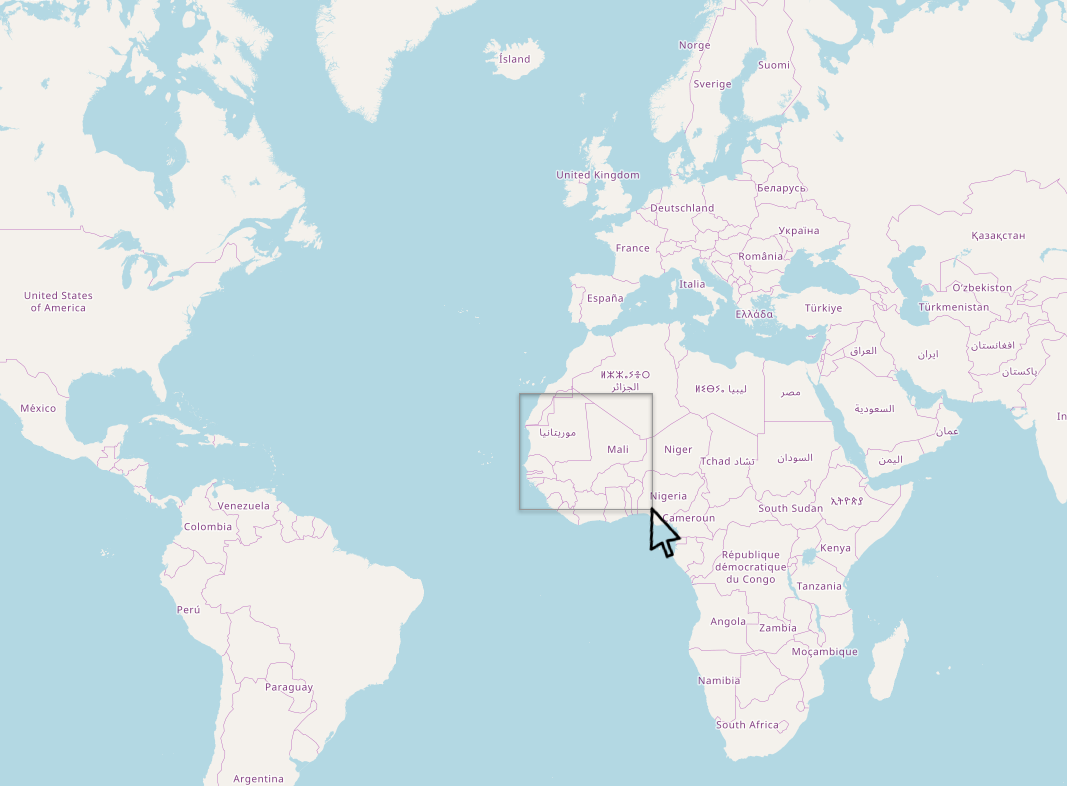 Norge
Ísland
Suomi
Sverige
United Kingdom
Беларусь
Deutschland
Україна
Қазақстан
France
România
Italia
Oʻzbekiston
España
United States
of America
Türkmenistan
Türkiye
Ελλάδα
افغانستان
العراق
ایران
پاکستان
ⵍⵣⵣⴰⵢⴻⵔ
الجزائر
ⵍⵉⴱⵢⴰ ليبيا
مصر
México
السعودية
In
موريتانيا
عمان
Mali
Niger
Tchad تشاد
السودان
اليمن
Nigeria
Venezuela
South Sudan
ኢትዮጵያ
Colombia
Cameroun
Kenya
République
démocratique
du Congo
Tanzania
Perú
Angola
Zambia
Moçambique
Namibia
Paraguay
South Africa
Argentina